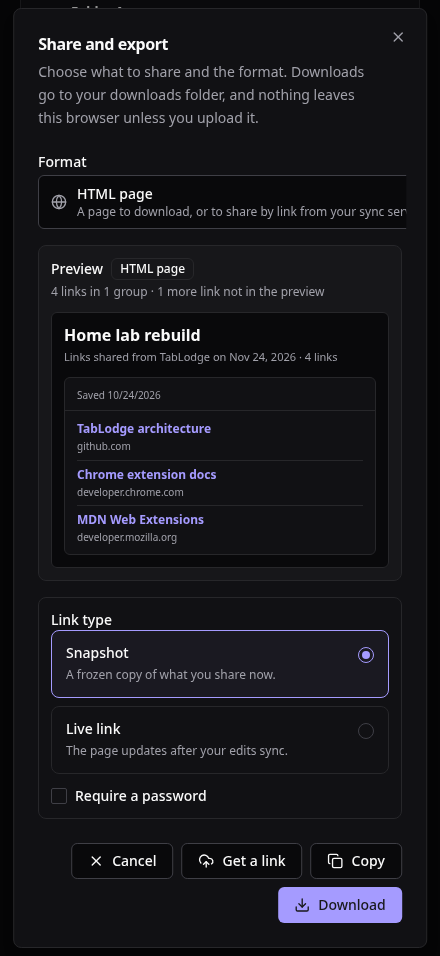 Share and export
Choose what to share and the format. Downloads
go to your downloads folder, and nothing leaves
this browser unless you upload it.
Format
HTML page
A page to download, or to share by link from your sync
Preview
HTML page
4 links in 1 group · 1 more link not in the preview
Home lab rebuild
Links shared from TabLodge on Nov 24, 2026 · 4 links
Saved 10/24/2026
TabLodge architecture
github.com
Chrome extension docs
developer.chrome.com
MDN Web Extensions
developer.mozilla.org
Link type
Snapshot
A frozen copy of what you share now.
Live link
The page updates after your edits sync.
Require a password
Cancel
Get a link
Copy
Download